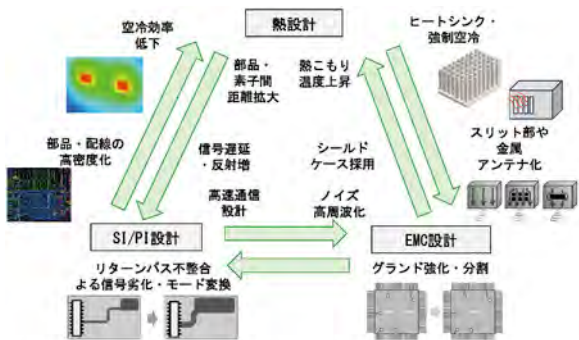 熱設計
空冷効率
低下
部品・
素子間
距離拡大
熱こもり
温度上昇
ヒートシンク・
強制空冷
部品・配線の
高密度化
信号遅延
・反射増
シールド
ケース採用
スリット部や
金属
アンテナ化
高速通信
設計
ノイズ
高周波化
SI/PI設計
EMC設計
リターンパス不整合
よる信号劣化・モード変換
グランド強化・分割